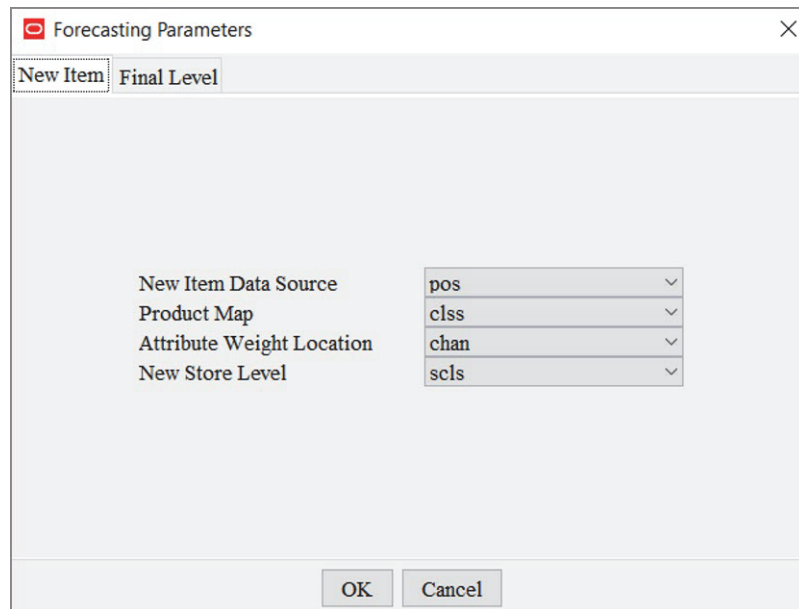 Forecasting Parameters
New Item Final Level
New Item Data Source pos
Product Map clss
Attribute Weight Location chan
New Store Level scls
OK Cancel